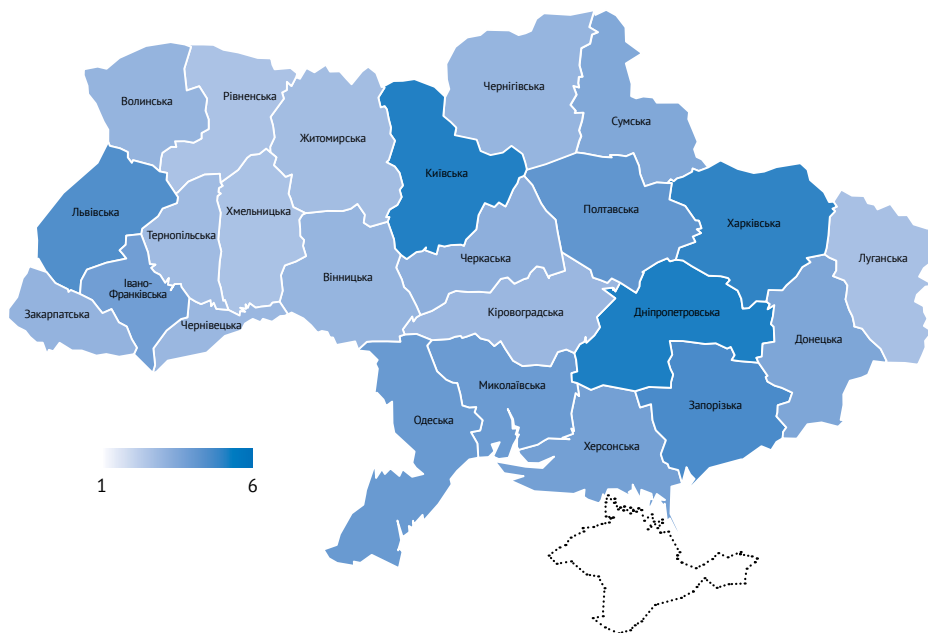 Чернігівська
Волинська
Рівненська
Сумська
Житомирська
Київська
Львівська
Хмельницька
Полтавська
Харківська
Тернопільська
Черкаська
Луганська
Вінницька
Івано-
Франківська
Закарпатська
Чернівецька
Кіровоградська
Дніпропетровська
Донецька
Миколаївська
Запорізька
Одеська
Херсонська
1
6